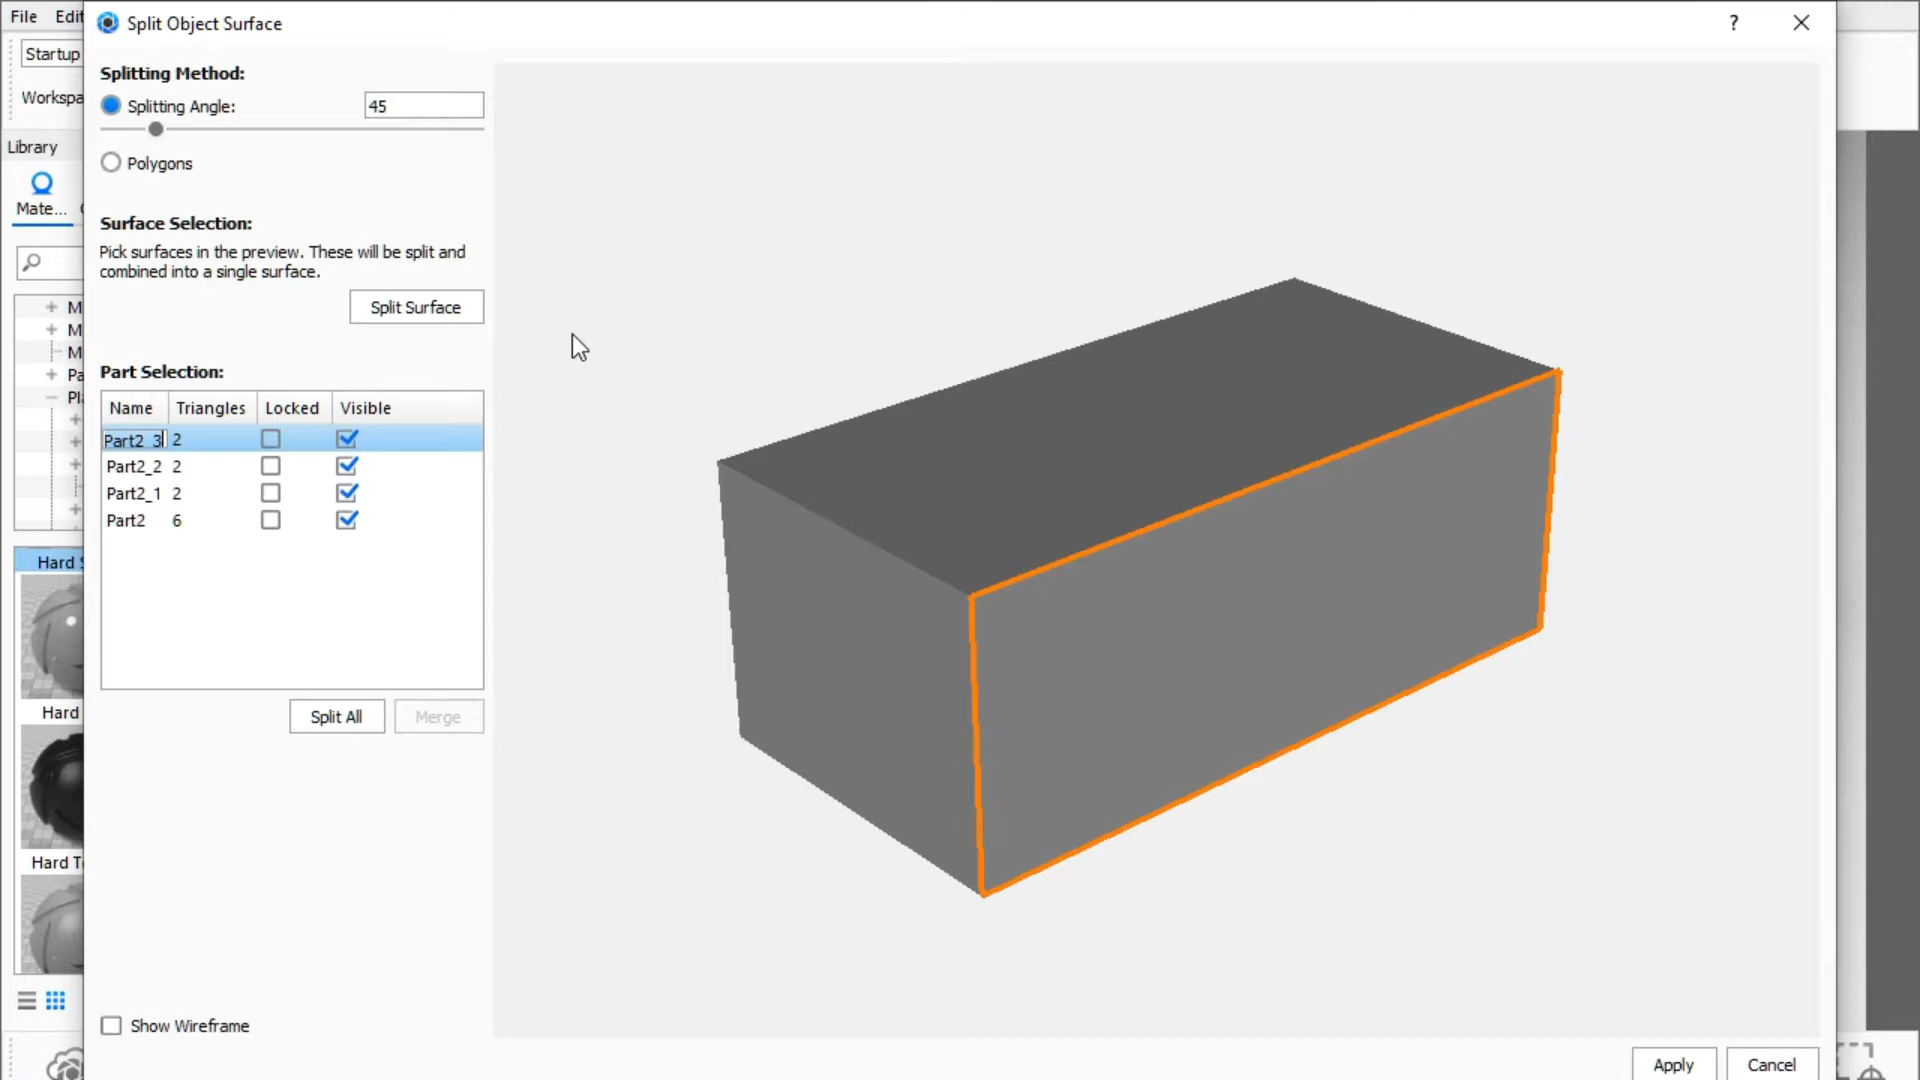 File Edit
Split Object Surface
?
Startup
Workspa
Library
Mate...
Splitting Method:
Splitting Angle: 45
Polygons
Surface Selection:
Pick surfaces in the preview. These will be split and
combined into a single surface.
Split Surface
Part Selection:
Name Triangles Locked Visible
Part2_3 2
Part2_2 2
Part2_1 2
Part2 6
Split All Merge
Show Wireframe
Apply Cancel
M
M
M
Pa
Pl
Hard S
Hard
Hard T